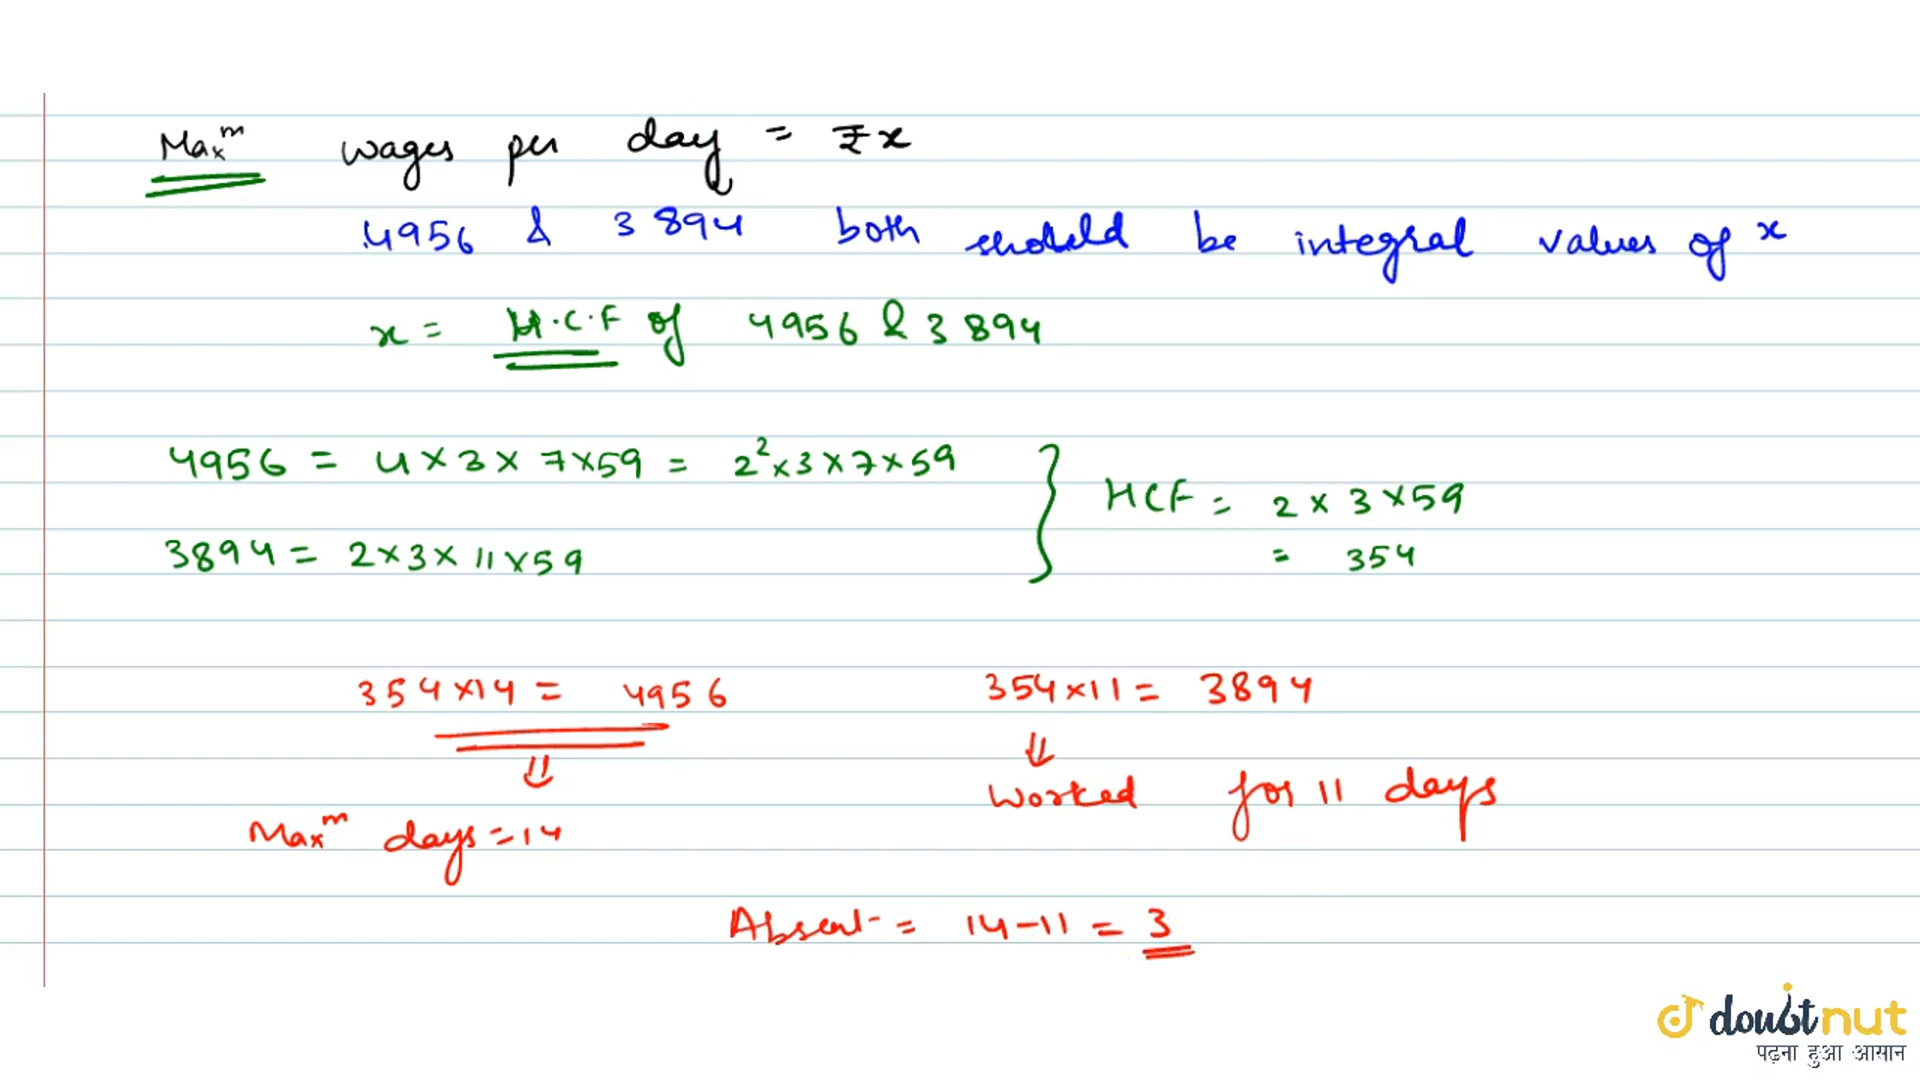 Maxᵐ wages per day = ₹x
4956 & 3894 both should be integral values of x
x = H.C.F of 4956 & 3894
4956 = 4×3×7×59 = 2²×3×7×59
HCF = 2×3×59
3894 = 2×3×11×59
= 354
354×14 = 4956
354×11 = 3894
⇓
⇓
Worked for 11 days
Maxᵐ days = 14
Absent = 14-11 = 3
doubtnut
पढ़ना हुआ आसान